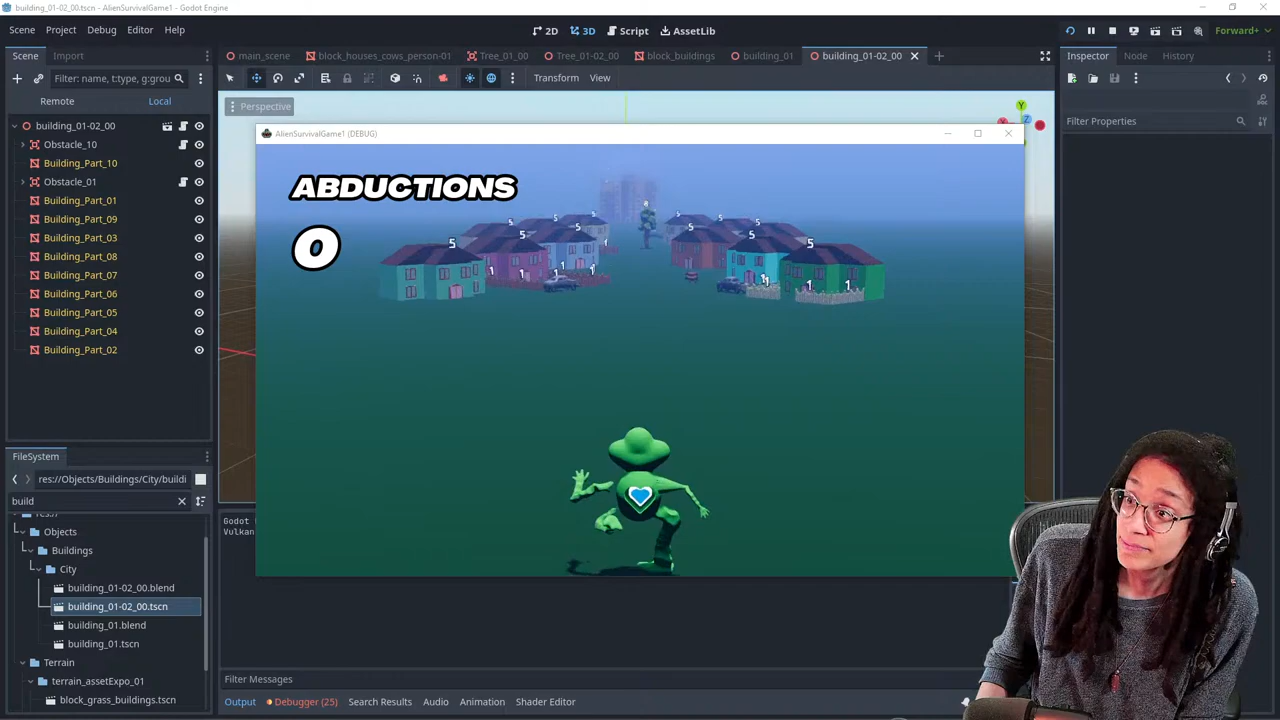 building_01-02_00.tscn - AlienSurvivalGame1 - Godot Engine
Scene Project Debug Editor Help
2D 3D Script AssetLib
Forward+
Scene Import
main_scene block_houses_cows_person-01 Tree_01_00 Tree_01-02_00 block_buildings building_01 building_01-02_00
Inspector Node History
Filter: name, t:type, g:grou
Transform View
Remote Local
Perspective
Filter Properties
building_01-02_00
Obstacle_10
Building_Part_10
Obstacle_01
Building_Part_01
Building_Part_09
Building_Part_03
Building_Part_08
Building_Part_07
Building_Part_06
Building_Part_05
Building_Part_04
Building_Part_02
AlienSurvivalGame1 (DEBUG)
ABDUCTIONS
0
5 5 5 5 5 5 5 5
1 1 1 1 1 1
Y
Z
FileSystem
res://Objects/Buildings/City/buildi
build
res://
Objects
Buildings
City
building_01-02_00.blend
building_01-02_00.tscn
building_01.blend
building_01.tscn
Terrain
terrain_assetExpo_01
block_grass_buildings.tscn
Godot
Vulkan
Filter Messages
Output Debugger (25) Search Results Audio Animation Shader Editor